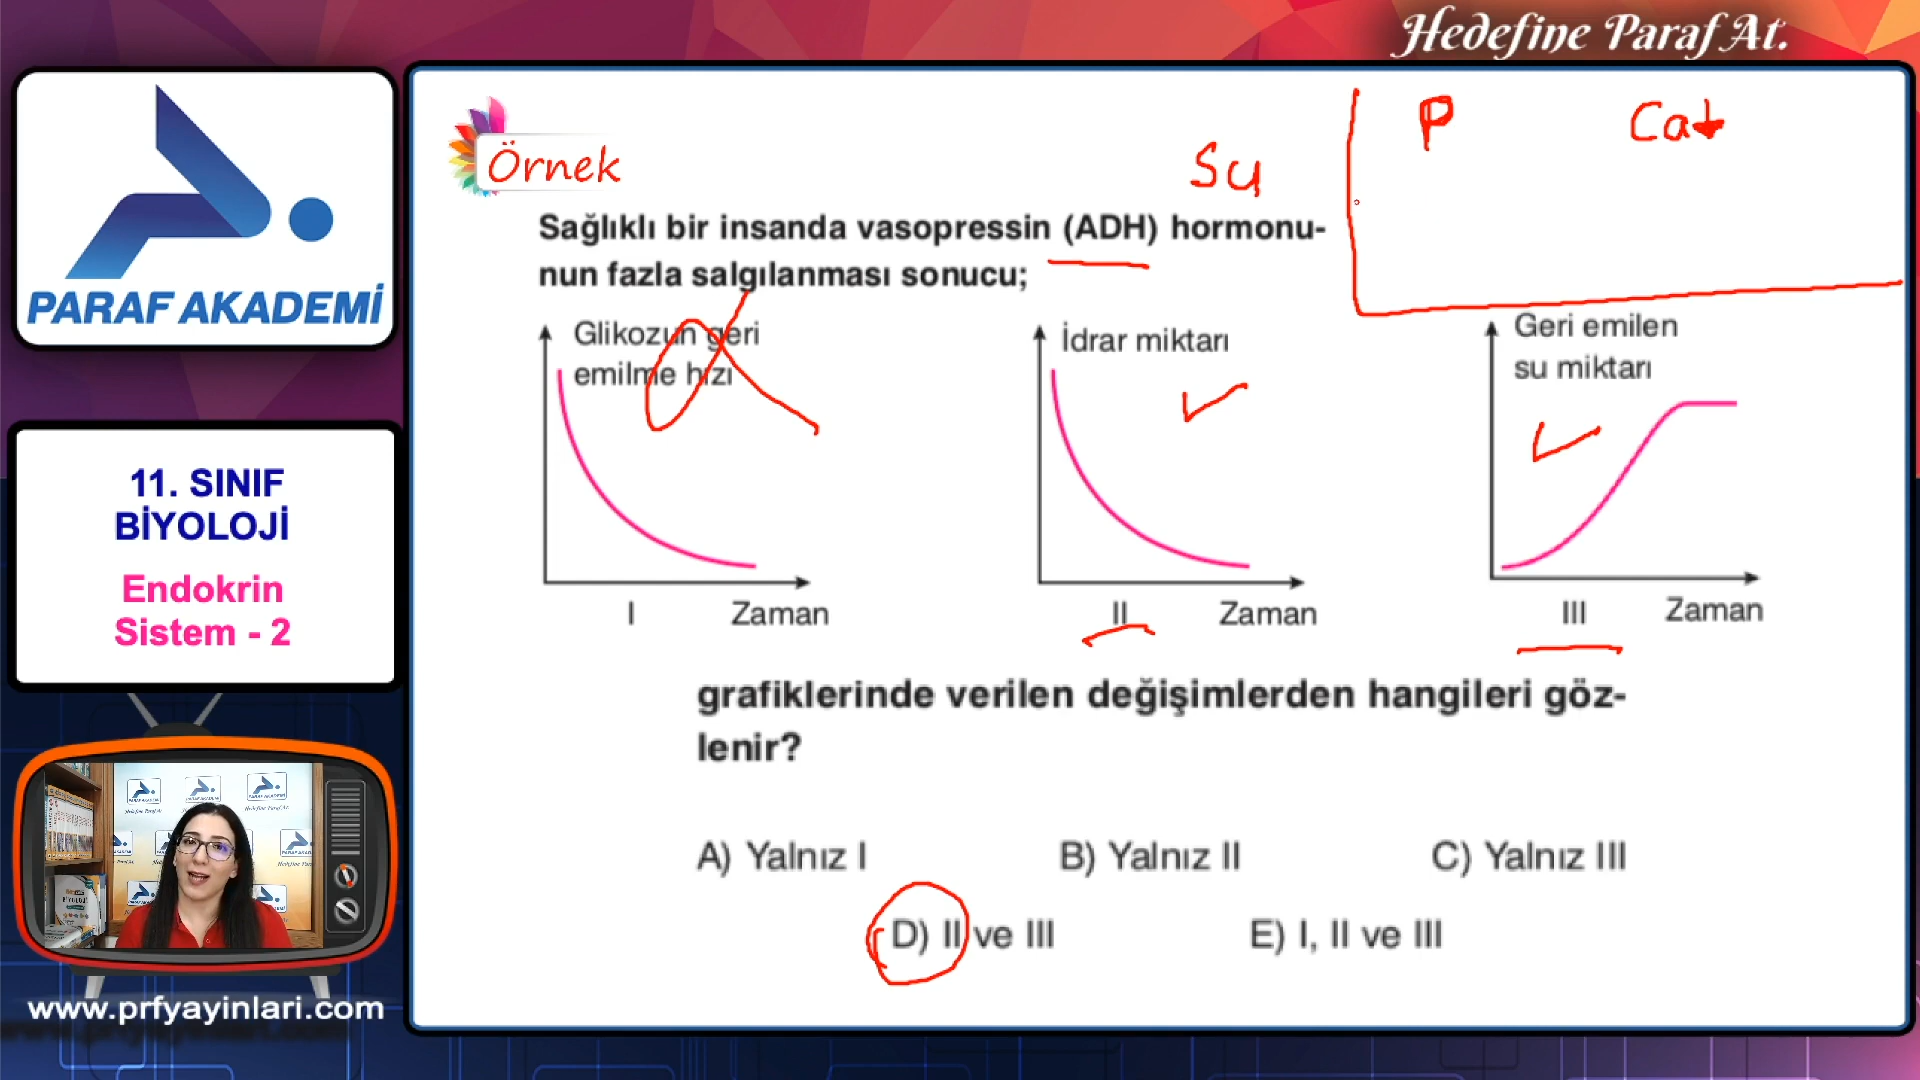 Hedefine Paraf At.
PARAF AKADEMİ
11. SINIF
BİYOLOJİ
Endokrin
Sistem - 2
www.prfyayinlari.com
Örnek
Su
P
Ca
Sağlıklı bir insanda vasopressin (ADH) hormonu-
nun fazla salgılanması sonucu;
Glikozun geri
emilme hızı
I
Zaman
İdrar miktarı
II
Zaman
Geri emilen
su miktarı
III
Zaman
grafiklerinde verilen değişimlerden hangileri göz-
lenir?
A) Yalnız I
B) Yalnız II
C) Yalnız III
D) II ve III
E) I, II ve III